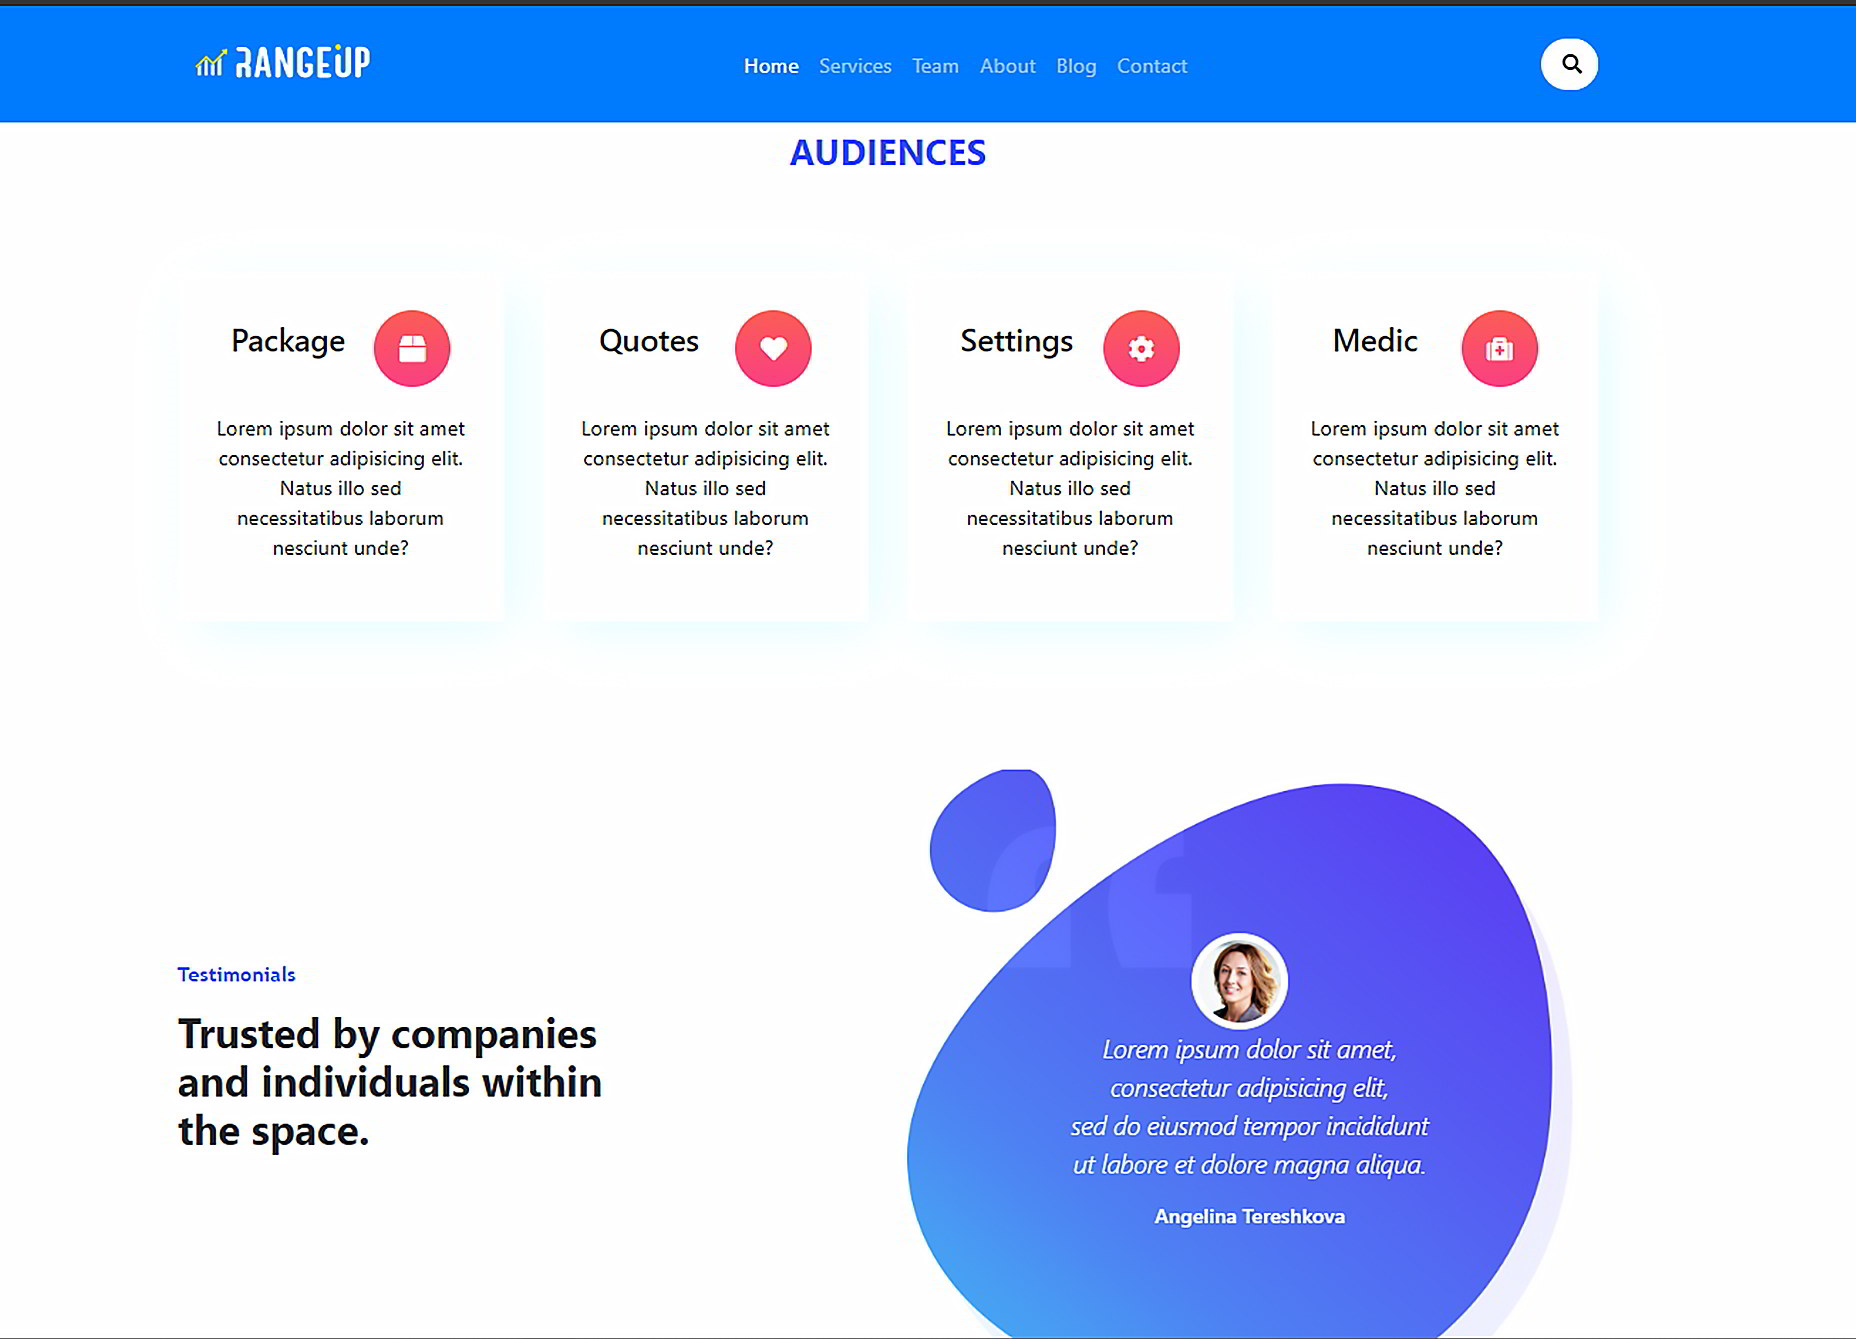 RANGEUP
Home Services Team About Blog Contact
AUDIENCES
Package
Lorem ipsum dolor sit amet
consectetur adipisicing elit.
Natus illo sed
necessitatibus laborum
nesciunt unde?
Quotes
Lorem ipsum dolor sit amet
consectetur adipisicing elit.
Natus illo sed
necessitatibus laborum
nesciunt unde?
Settings
Lorem ipsum dolor sit amet
consectetur adipisicing elit.
Natus illo sed
necessitatibus laborum
nesciunt unde?
Medic
Lorem ipsum dolor sit amet
consectetur adipisicing elit.
Natus illo sed
necessitatibus laborum
nesciunt unde?
Testimonials
Trusted by companies
and individuals within
the space.
Lorem ipsum dolor sit amet,
consectetur adipisicing elit,
sed do eiusmod tempor incididunt
ut labore et dolore magna aliqua.
Angelina Tereshkova